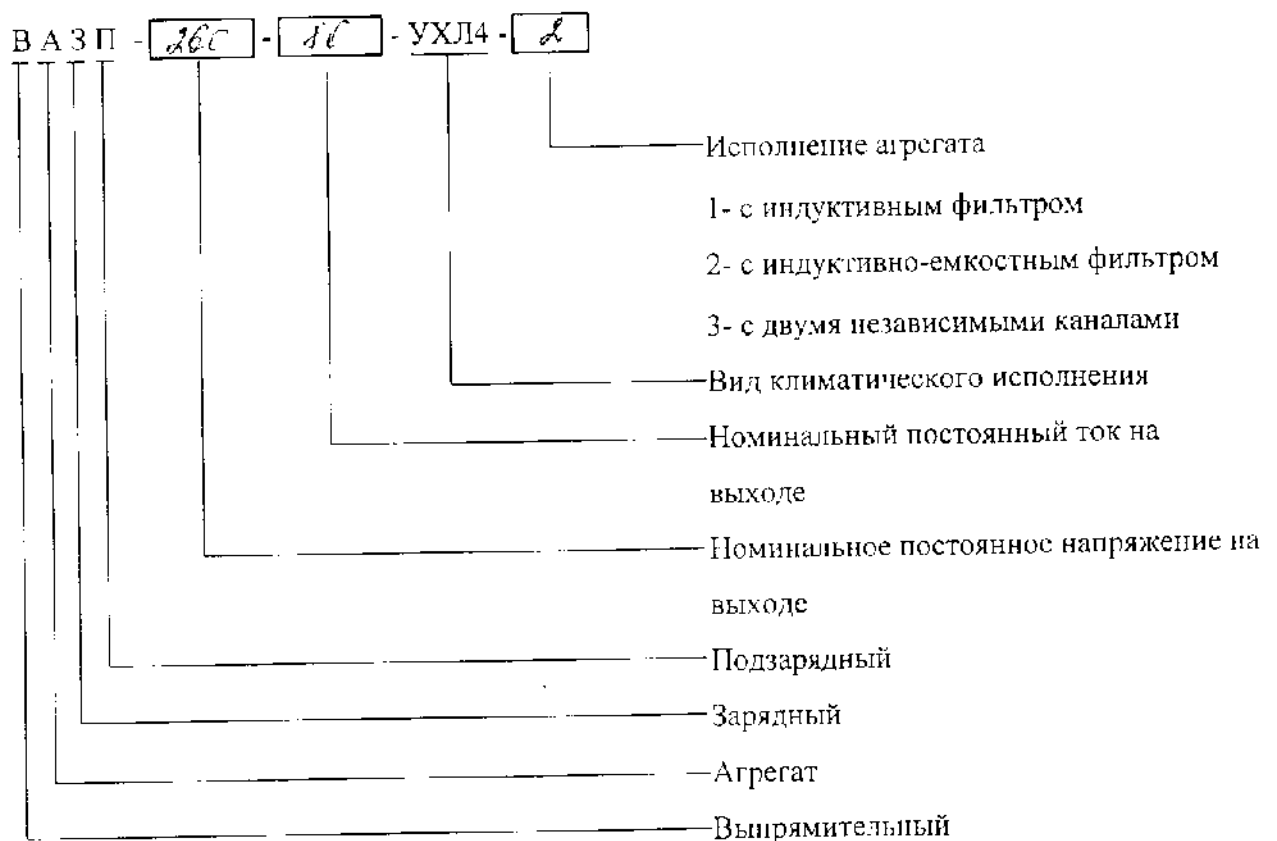 В А З П - 260 - 80 - УХЛ4 - 2
Исполнение агрегата
1- с индуктивным фильтром
2- с индуктивно-емкостным фильтром
3- с двумя независимыми каналами
Вид климатического исполнения
Номинальный постоянный ток на
выходе
Номинальное постоянное напряжение на
выходе
Подзарядный
Зарядный
Агрегат
Выпрямительный